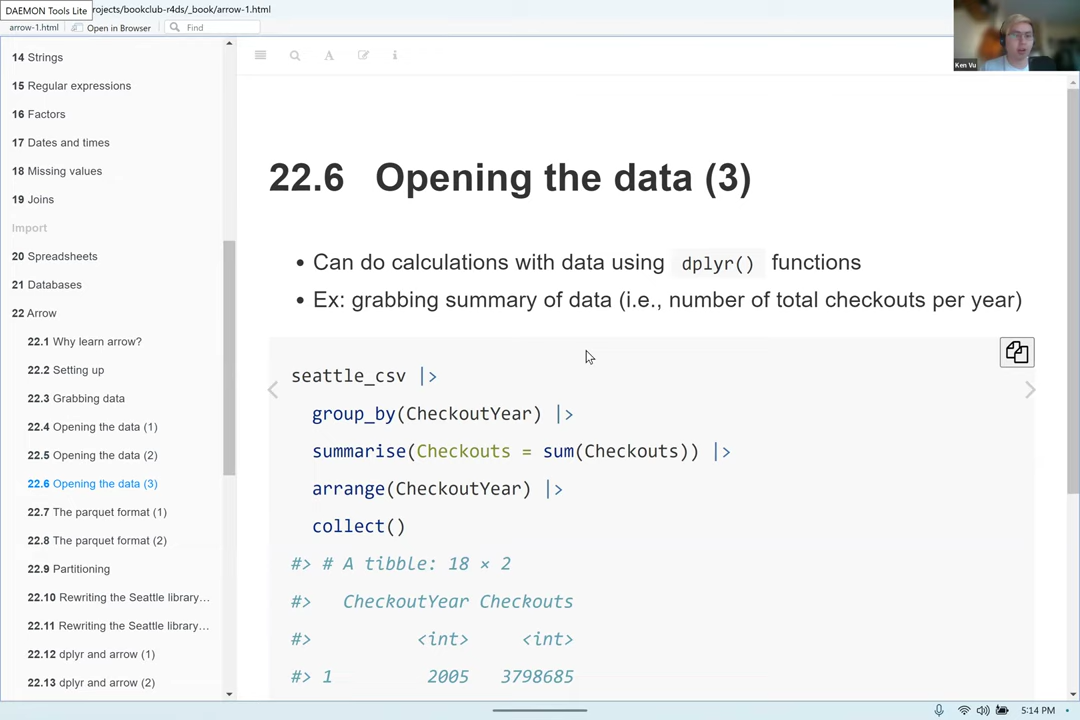 DAEMON Tools Lite
rojects/bookclub-r4ds/_book/arrow-1.html
arrow-1.html
Open in Browser
Find
Ken Vu
14 Strings
15 Regular expressions
16 Factors
17 Dates and times
18 Missing values
19 Joins
Import
20 Spreadsheets
21 Databases
22 Arrow
22.1 Why learn arrow?
22.2 Setting up
22.3 Grabbing data
22.4 Opening the data (1)
22.5 Opening the data (2)
22.6 Opening the data (3)
22.7 The parquet format (1)
22.8 The parquet format (2)
22.9 Partitioning
22.10 Rewriting the Seattle library…
22.11 Rewriting the Seattle library…
22.12 dplyr and arrow (1)
22.13 dplyr and arrow (2)
22.6 Opening the data (3)
• Can do calculations with data using dplyr() functions
• Ex: grabbing summary of data (i.e., number of total checkouts per year)
seattle_csv |>
group_by(CheckoutYear) |>
summarise(Checkouts = sum(Checkouts)) |>
arrange(CheckoutYear) |>
collect()
#> # A tibble: 18 × 2
#> CheckoutYear Checkouts
#> <int> <int>
#> 1 2005 3798685
5:14 PM